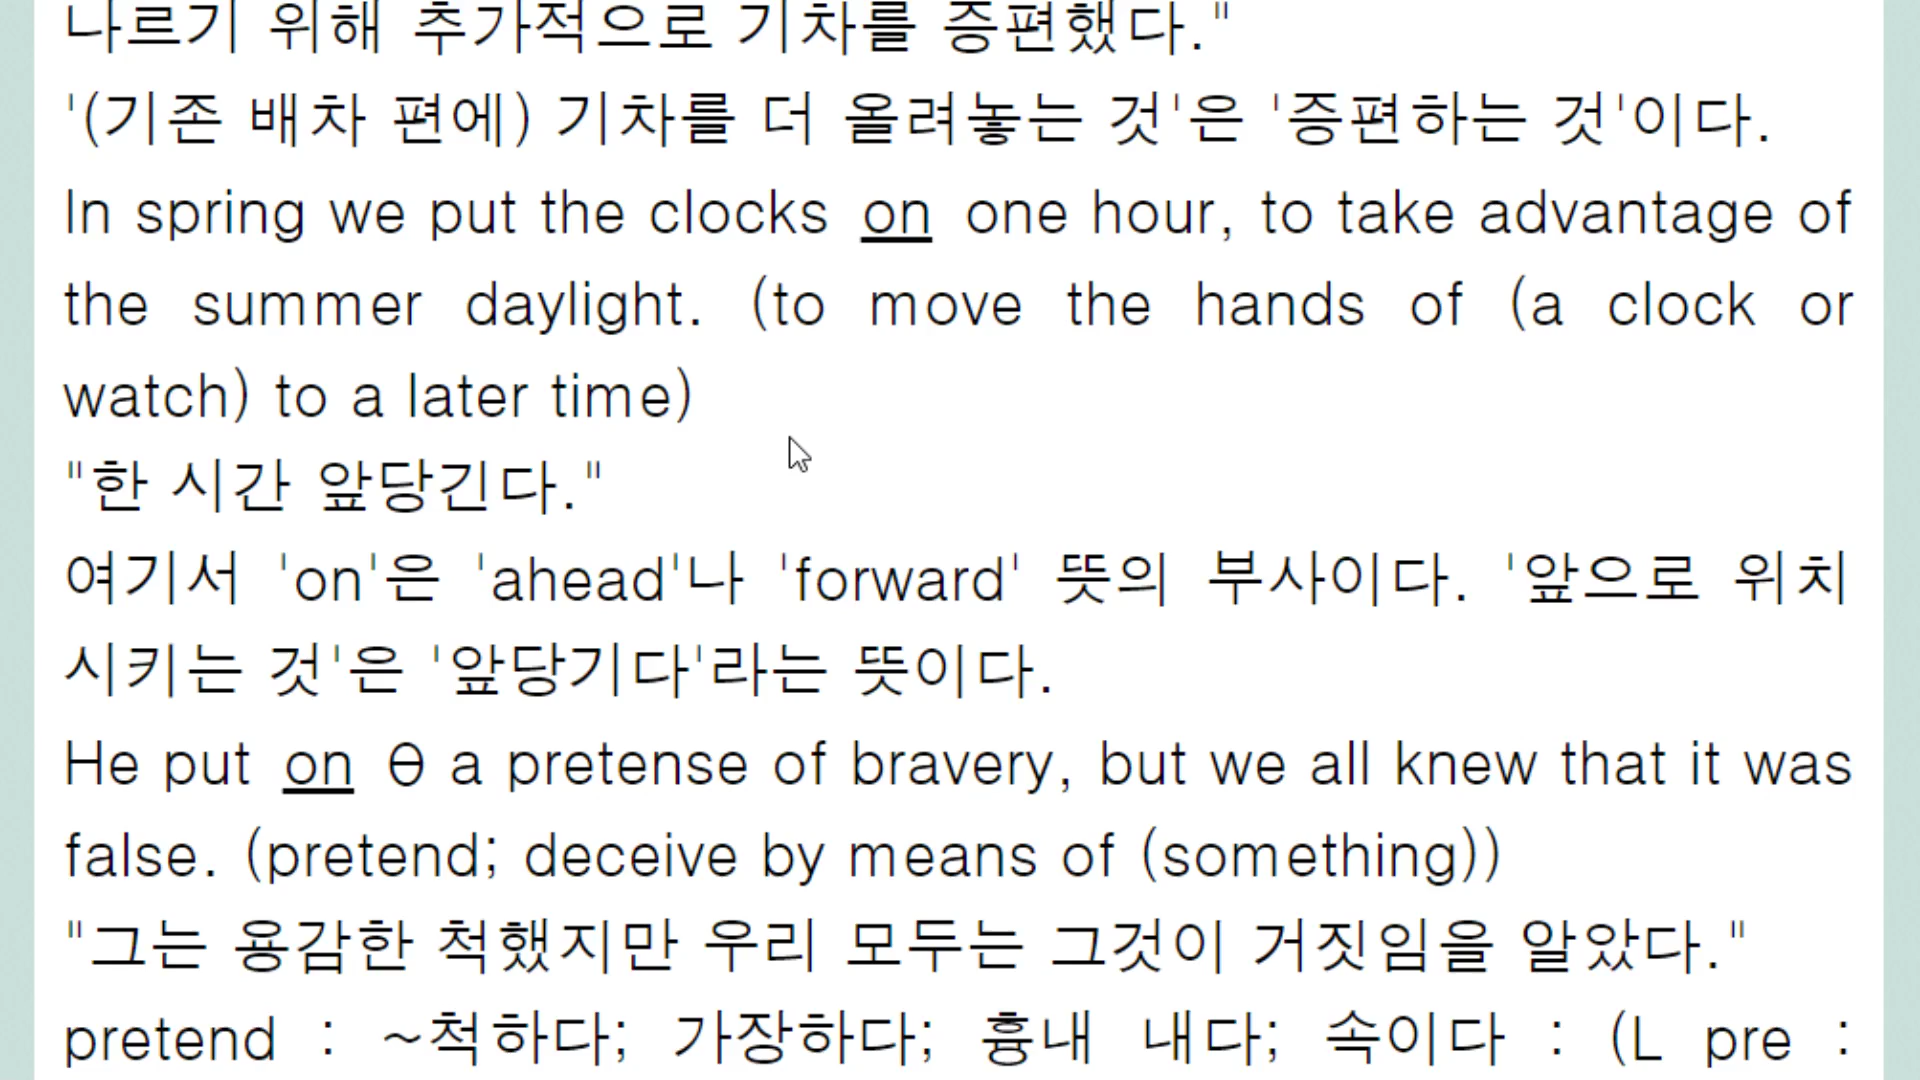 나르기 위해 추가적으로 기차를 증편했다."
'(기존 배차 편에) 기차를 더 올려놓는 것'은 '증편하는 것'이다.
In spring we put the clocks on one hour, to take advantage of
the summer daylight. (to move the hands of (a clock or
watch) to a later time)
"한 시간 앞당긴다."
여기서 'on'은 'ahead'나 'forward' 뜻의 부사이다. '앞으로 위치
시키는 것'은 '앞당기다'라는 뜻이다.
He put on Θ a pretense of bravery, but we all knew that it was
false. (pretend; deceive by means of (something))
"그는 용감한 척했지만 우리 모두는 그것이 거짓임을 알았다."
pretend : ~척하다; 가장하다; 흉내 내다; 속이다 : (L pre :